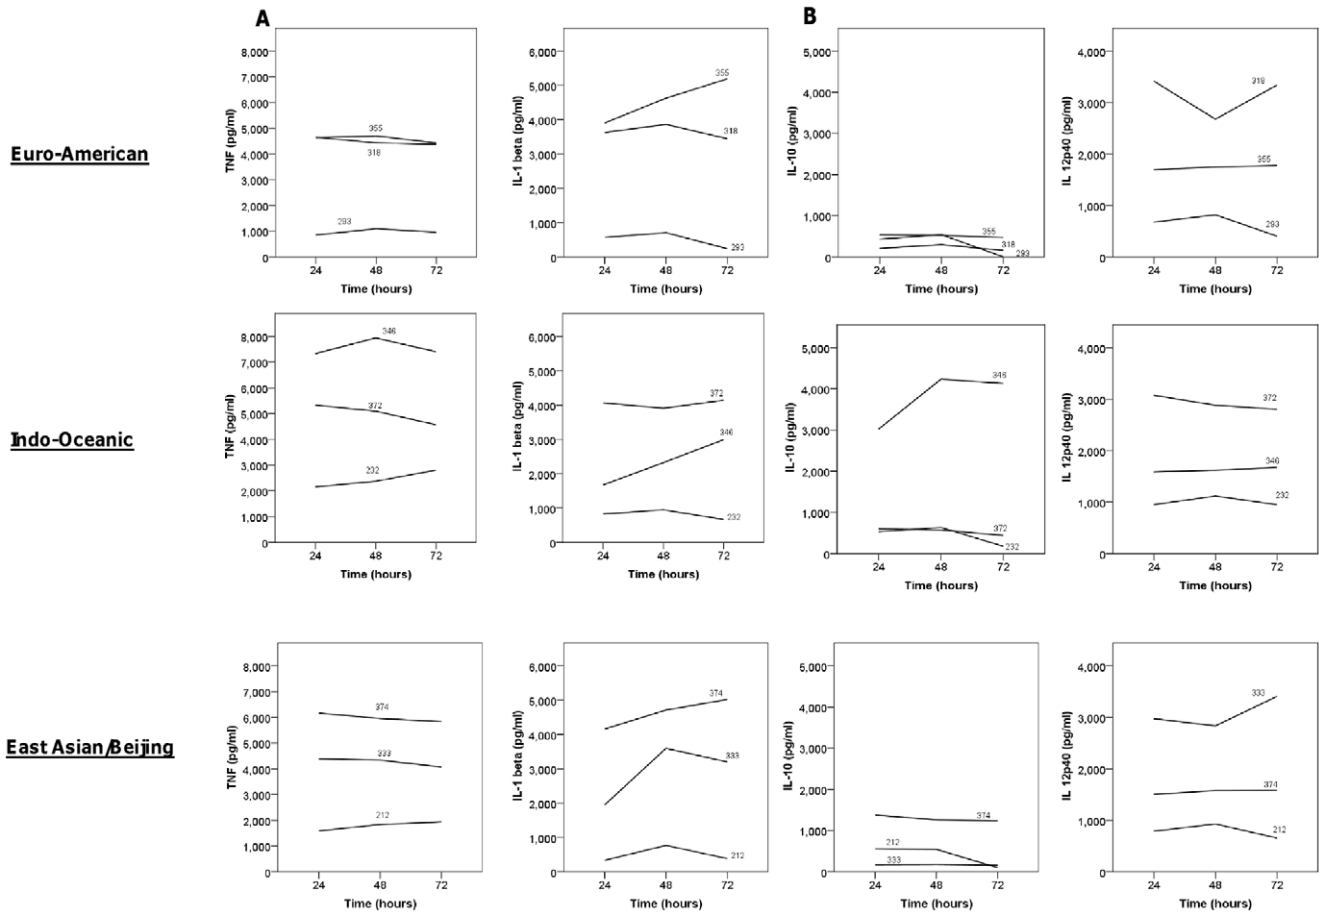 A
B
Euro-American
TNF (pg/ml)
8,000
7,000
6,000
5,000
4,000
3,000
2,000
1,000
0
355
318
293
24 48 72
Time (hours)
IL-1 beta (pg/ml)
6,000
5,000
4,000
3,000
2,000
1,000
0
355
318
293
24 48 72
Time (hours)
IL-10 (pg/ml)
5,000
4,000
3,000
2,000
1,000
0
355
318
293
24 48 72
Time (hours)
IL 12p40 (pg/ml)
4,000
3,000
2,000
1,000
0
318
355
293
24 48 72
Time (hours)
Indo-Oceanic
TNF (pg/ml)
8,000
7,000
6,000
5,000
4,000
3,000
2,000
1,000
0
346
372
232
24 48 72
Time (hours)
IL-1 beta (pg/ml)
6,000
5,000
4,000
3,000
2,000
1,000
0
372
346
232
24 48 72
Time (hours)
IL-10 (pg/ml)
5,000
4,000
3,000
2,000
1,000
0
346
372
232
24 48 72
Time (hours)
IL 12p40 (pg/ml)
4,000
3,000
2,000
1,000
0
372
346
232
24 48 72
Time (hours)
East Asian/Beijing
TNF (pg/ml)
8,000
7,000
6,000
5,000
4,000
3,000
2,000
1,000
0
374
333
212
24 48 72
Time (hours)
IL-1 beta (pg/ml)
6,000
5,000
4,000
3,000
2,000
1,000
0
374
333
212
24 48 72
Time (hours)
IL-10 (pg/ml)
5,000
4,000
3,000
2,000
1,000
0
374
212
333
24 48 72
Time (hours)
IL 12p40 (pg/ml)
4,000
3,000
2,000
1,000
0
333
374
212
24 48 72
Time (hours)